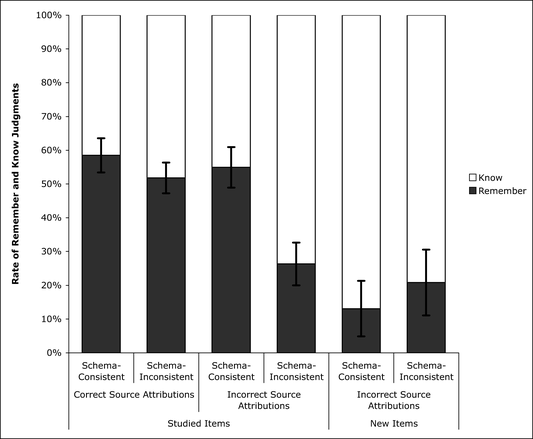 100%
90%
80%
70%
60%
50%
40%
30%
20%
10%
0%
Rate of Remember and Know Judgments
Know
Remember
Schema-
Consistent
Schema-
Inconsistent
Schema-
Consistent
Schema-
Inconsistent
Schema-
Consistent
Schema-
Inconsistent
Correct Source Attributions
Incorrect Source
Attributions
Incorrect Source
Attributions
Studied Items
New Items